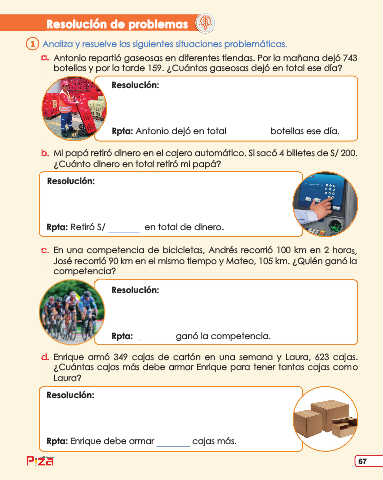 Resolución de problemas
1 Analiza y resuelve las siguientes situaciones problemáticas.
a. Antonio repartió gaseosas en diferentes tiendas. Por la mañana dejó 743
botellas y por la tarde 159. ¿Cuántas gaseosas dejó en total ese día?
Resolución:
Rpta: Antonio dejó en total botellas ese día.
b. Mi papá retiró dinero en el cajero automático. Si sacó 4 billetes de S/ 200.
¿Cuánto dinero en total retiró mi papá?
Resolución:
Rpta: Retiró S/ en total de dinero.
c. En una competencia de bicicletas, Andrés recorrió 100 km en 2 horas,
José recorrió 90 km en el mismo tiempo y Mateo, 105 km. ¿Quién ganó la
competencia?
Resolución:
Rpta: ganó la competencia.
d. Enrique armó 349 cajas de cartón en una semana y Laura, 623 cajas.
¿Cuántas cajas más debe armar Enrique para tener tantas cajas como
Laura?
Resolución:
Rpta: Enrique debe armar cajas más.
Piza
67